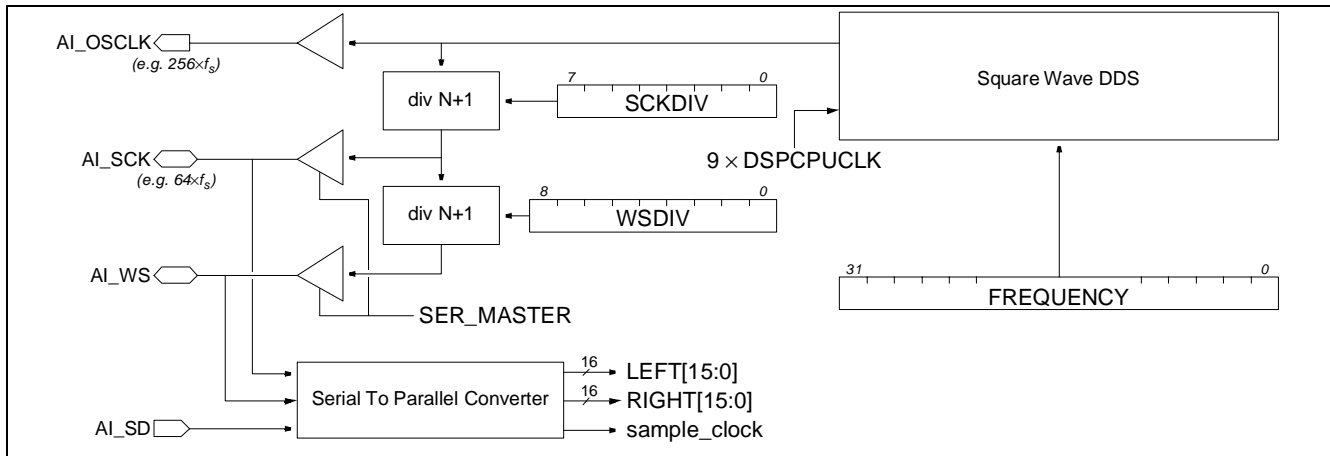 AI_OSCLK
(e.g. 256×fs)
7 0
div N+1
SCKDIV
Square Wave DDS
AI_SCK
(e.g. 64×fs)
9 × DSPCPUCLK
8 0
div N+1
WSDIV
AI_WS
31 0
FREQUENCY
SER_MASTER
16
LEFT[15:0]
Serial To Parallel Converter
16
RIGHT[15:0]
AI_SD
sample_clock